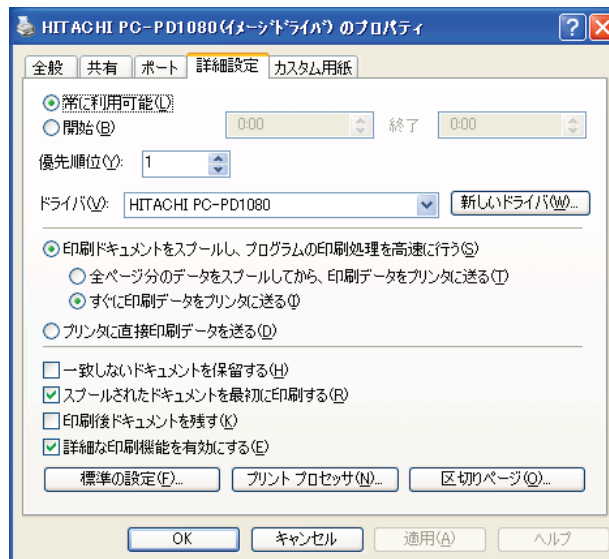 HITACHI PC-PD1080(ｲﾒｰｼﾞﾄﾞﾗｲﾊﾞ) のプロパティ
全般 共有 ポート 詳細設定 カスタム用紙
常に利用可能(L)
開始(B) 0:00 終了 0:00
優先順位(Y): 1
ドライバ(V): HITACHI PC-PD1080 新しいドライバ(W)...
印刷ドキュメントをスプールし、プログラムの印刷処理を高速に行う(S)
全ページ分のデータをスプールしてから、印刷データをプリンタに送る(T)
すぐに印刷データをプリンタに送る(I)
プリンタに直接印刷データを送る(D)
一致しないドキュメントを保留する(H)
スプールされたドキュメントを最初に印刷する(R)
印刷後ドキュメントを残す(K)
詳細な印刷機能を有効にする(E)
標準の設定(F)... プリント プロセッサ(N)... 区切りページ(O)...
OK キャンセル 適用(A) ヘルプ